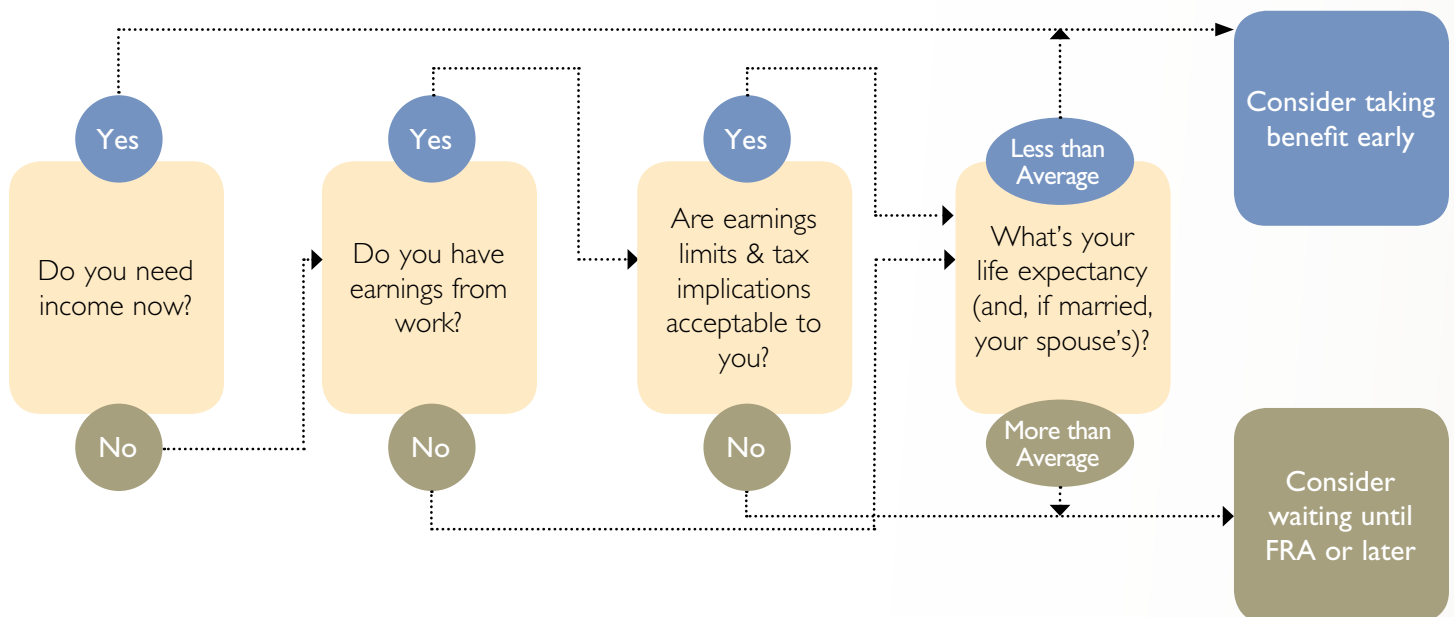 Yes
Do you need
income now?
No
Yes
Do you have
earnings from
work?
No
Yes
Are earnings
limits & tax
implications
acceptable to
you?
No
Less than
Average
What’s your
life expectancy
(and, if married,
your spouse’s)?
More than
Average
Consider taking
benefit early
Consider
waiting until
FRA or later